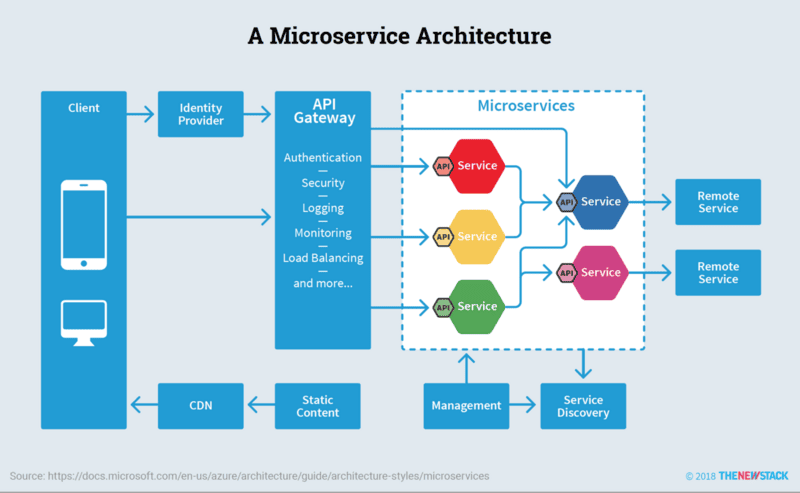 A Microservice Architecture
Client
Identity
Provider
API
Gateway
Authentication
Security
Logging
Monitoring
Load Balancing
and more...
Microservices
API
Service
API
Service
API
Service
API
Service
API
Service
Remote
Service
Remote
Service
CDN
Static
Content
Management
Service
Discovery
Source: https://docs.microsoft.com/en-us/azure/architecture/guide/architecture-styles/microservices
© 2018 THENEWSTACK